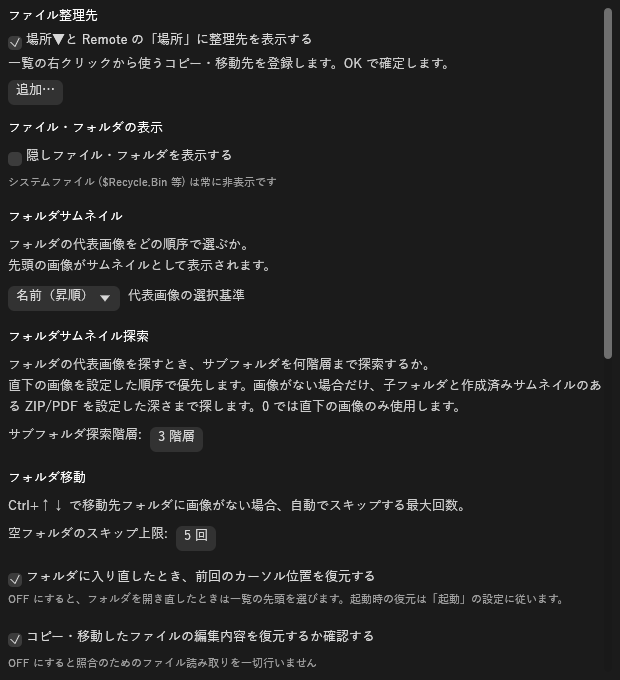 ファイル整理先
場所▼と Remote の「場所」に整理先を表示する
一覧の右クリックから使うコピー・移動先を登録します。OK で確定します。
追加…
ファイル・フォルダの表示
隠しファイル・フォルダを表示する
システムファイル ($Recycle.Bin 等) は常に非表示です
フォルダサムネイル
フォルダの代表画像をどの順序で選ぶか。
先頭の画像がサムネイルとして表示されます。
名前（昇順） ▼ 代表画像の選択基準
フォルダサムネイル探索
フォルダの代表画像を探すとき、サブフォルダを何階層まで探索するか。
直下の画像を設定した順序で優先します。画像がない場合だけ、子フォルダと作成済みサムネイルのあ
る ZIP/PDF を設定した深さまで探します。0 では直下の画像のみ使用します。
サブフォルダ探索階層: 3 階層
フォルダ移動
Ctrl+↑↓ で移動先フォルダに画像がない場合、自動でスキップする最大回数。
空フォルダのスキップ上限: 5 回
フォルダに入り直したとき、前回のカーソル位置を復元する
OFF にすると、フォルダを開き直したときは一覧の先頭を選びます。起動時の復元は「起動」の設定に従います。
コピー・移動したファイルの編集内容を復元するか確認する
OFF にすると照合のためのファイル読み取りを一切行いません